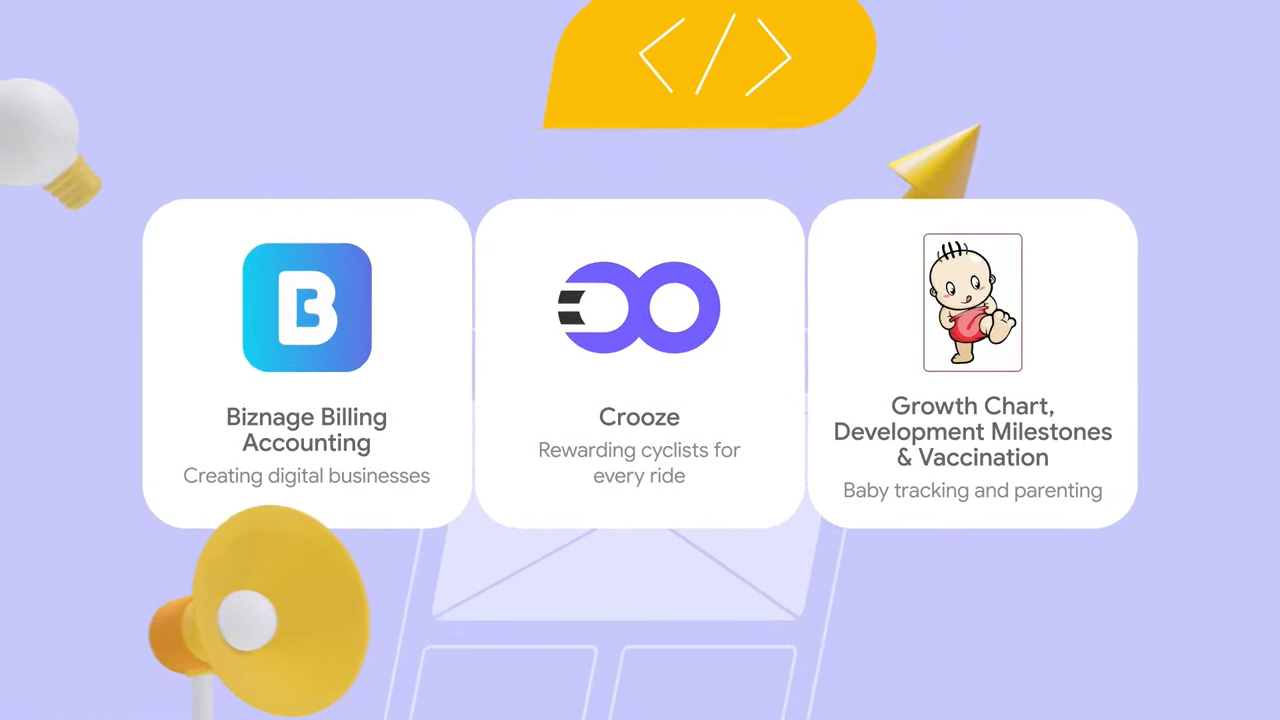 </>
B
Biznage Billing
Accounting
Creating digital businesses
Crooze
Rewarding cyclists for
every ride
Growth Chart,
Development Milestones
& Vaccination
Baby tracking and parenting